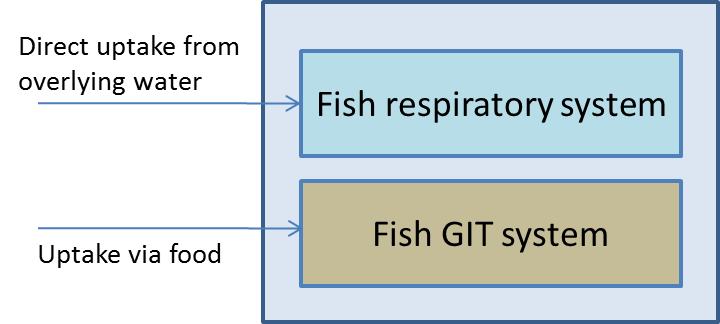 Direct uptake from
overlying water
Fish respiratory system
Fish GIT system
Uptake via food